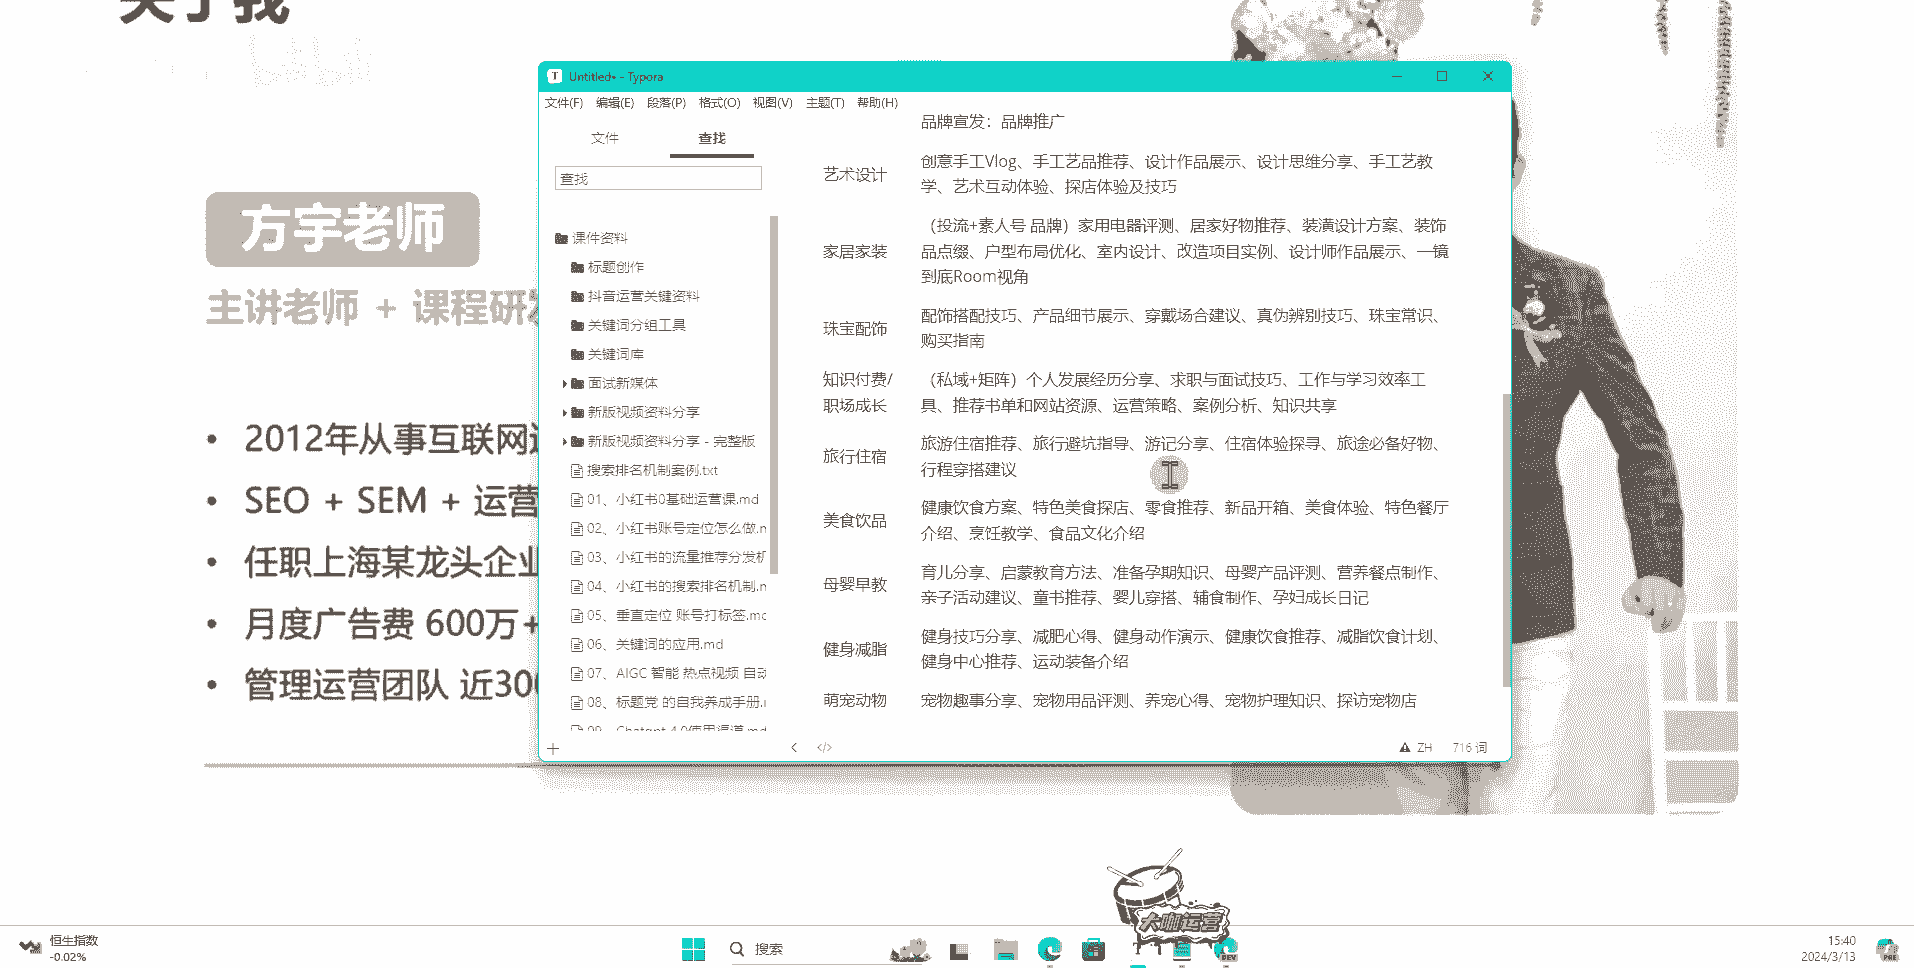 关于我
bilibili
方宇老师
主讲老师 + 课程研发
2012年从事互联网运
SEO + SEM + 运营
任职上海某龙头企业
月度广告费 600万+
管理运营团队 近300
Untitled• - Typora
文件(F) 编辑(E) 段落(P) 格式(O) 视图(V) 主题(T) 帮助(H)
文件 查找
查找
课件资料
标题创作
抖音运营关键资料
关键词分组工具
关键词库
面试新媒体
新版视频资料分享
新版视频资料分享 - 完整版
搜索排名机制案例.txt
01、小红书0基础运营课.md
02、小红书账号定位怎么做.m
03、小红书的流量推荐分发机
04、小红书的搜索排名机制.m
05、垂直定位 账号打标签.md
06、关键词的应用.md
07、AIGC 智能 热点视频 自动
08、标题党 的自我养成手册.m
09、Chatgpt 4.0使用渠道.md
品牌宣发：品牌推广
艺术设计
创意手工Vlog、手工艺品推荐、设计作品展示、设计思维分享、手工艺教
学、艺术互动体验、探店体验及技巧
家居家装
（投流+素人号 品牌）家用电器评测、居家好物推荐、装潢设计方案、装饰
品点缀、户型布局优化、室内设计、改造项目实例、设计师作品展示、一镜
到底Room视角
珠宝配饰
配饰搭配技巧、产品细节展示、穿戴场合建议、真伪辨别技巧、珠宝常识、
购买指南
知识付费/
职场成长
（私域+矩阵）个人发展经历分享、求职与面试技巧、工作与学习效率工
具、推荐书单和网站资源、运营策略、案例分析、知识共享
旅行住宿
旅游住宿推荐、旅行避坑指导、游记分享、住宿体验探寻、旅途必备好物、
行程穿搭建议
美食饮品
健康饮食方案、特色美食探店、零食推荐、新品开箱、美食体验、特色餐厅
介绍、烹饪教学、食品文化介绍
母婴早教
育儿分享、启蒙教育方法、准备孕期知识、母婴产品评测、营养餐点制作、
亲子活动建议、童书推荐、婴儿穿搭、辅食制作、孕妇成长日记
健身减脂
健身技巧分享、减肥心得、健身动作演示、健康饮食推荐、减脂饮食计划、
健身中心推荐、运动装备介绍
萌宠动物
宠物趣事分享、宠物用品评测、养宠心得、宠物护理知识、探访宠物店
ZH 716 词
大咖运营
恒生指数
-0.02%
搜索
DEV
15:40
2024/3/13
PRE